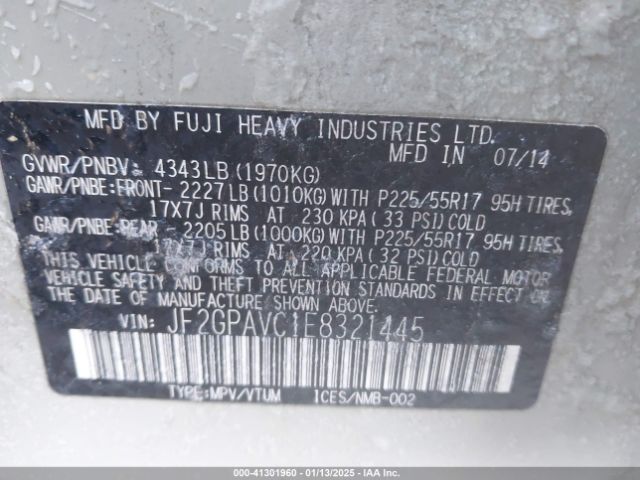 MFD BY FUJI HEAVY INDUSTRIES LTD.
MFD IN 07/14
GVWR/PNBV: 4343LB (1970KG)
GAWR/PNBE: FRONT- 2227LB (1010KG) WITH P225/55R17 95H TIRES,
17X7J RIMS AT 230 KPA ( 33 PSI) COLD
GAWR/PNBE: REAR - 2205LB (1000KG) WITH P225/55R17 95H TIRES,
17X7J RIMS AT 220 KPA ( 32 PSI) COLD
THIS VEHICLE CONFORMS TO ALL APPLICABLE FEDERAL MOTOR
VEHICLE SAFETY AND THEFT PREVENTION STANDARDS IN EFFECT ON
THE DATE OF MANUFACTURE SHOWN ABOVE.
VIN: JF2GPAVC1E8321445
TYPE:MPV/VTUM ICES/NMB-002
000-41301960 — 01/13/2025 — IAAI.COM